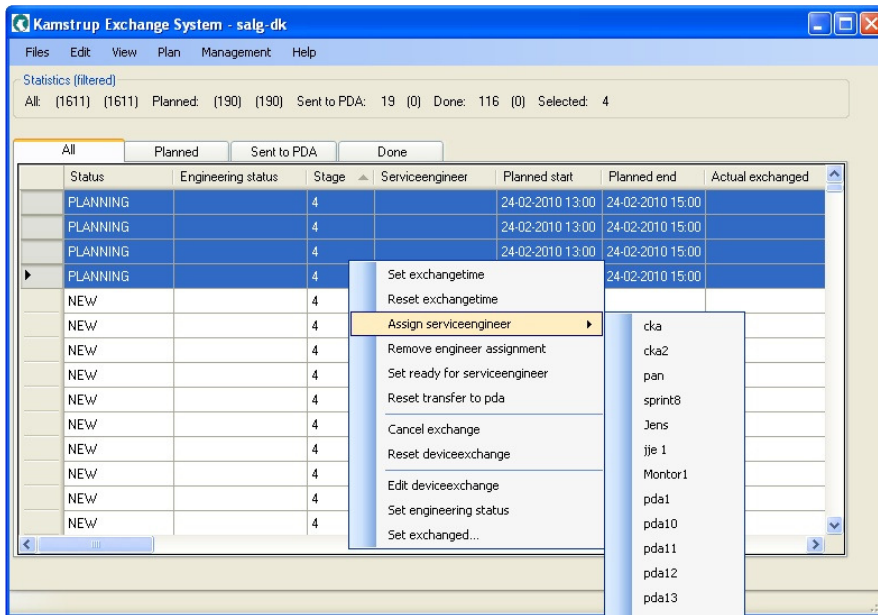 Kamstrup Exchange System - salg-dk
Files Edit View Plan Management Help
Statistics (filtered)
All: (1611) (1611) Planned: (190) (190) Sent to PDA: 19 (0) Done: 116 (0) Selected: 4
All Planned Sent to PDA Done
Status Engineering status Stage Serviceengineer Planned start Planned end Actual exchanged
PLANNING 4 24-02-2010 13:00 24-02-2010 15:00
PLANNING 4 24-02-2010 13:00 24-02-2010 15:00
PLANNING 4 24-02-2010 13:00 24-02-2010 15:00
PLANNING 4 24-02-2010 15:00
NEW 4
NEW 4
NEW 4
NEW 4
NEW 4
NEW 4
NEW 4
NEW 4
NEW 4
NEW 4
Set exchangetime
Reset exchangetime
Assign serviceengineer
Remove engineer assignment
Set ready for serviceengineer
Reset transfer to pda
Cancel exchange
Reset deviceexchange
Edit deviceexchange
Set engineering status
Set exchanged...
cka
cka2
pan
sprint8
Jens
jje 1
Montor1
pda1
pda10
pda11
pda12
pda13